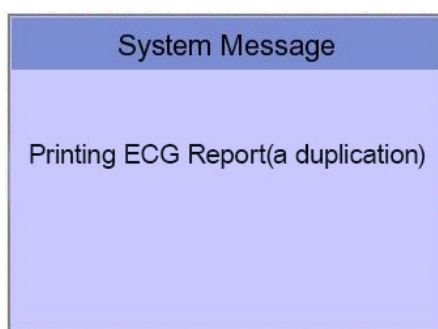 System Message
Printing ECG Report(a duplication)